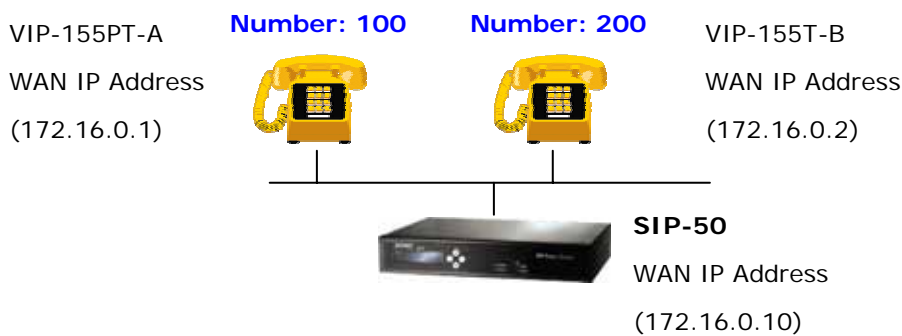 VIP-155PT-A
WAN IP Address
(172.16.0.1)
Number: 100
Number: 200
VIP-155T-B
WAN IP Address
(172.16.0.2)
SIP-50
WAN IP Address
(172.16.0.10)